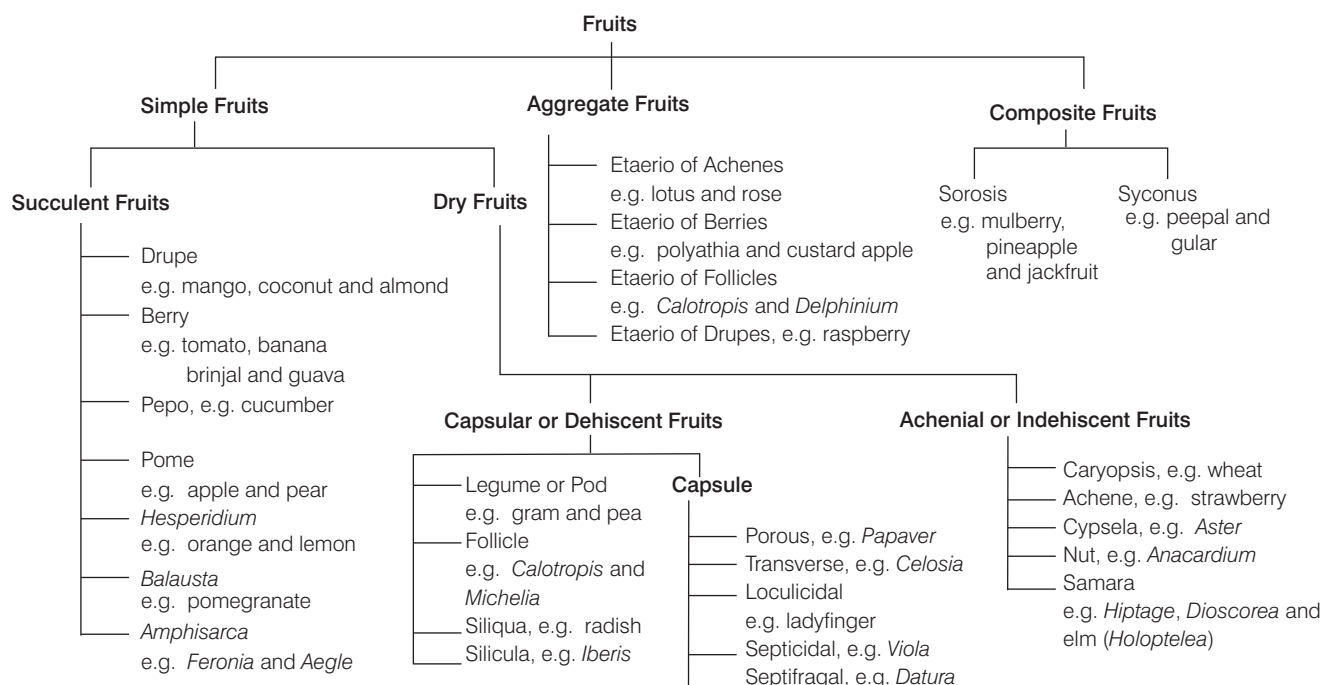 Fruits
Simple Fruits
Aggregate Fruits
Composite Fruits
Succulent Fruits
Drupe
e.g. mango, coconut and almond
Berry
e.g. tomato, banana
brinjal and guava
Pepo, e.g. cucumber
Pome
e.g. apple and pear
Hesperidium
e.g. orange and lemon
Balausta
e.g. pomegranate
Amphisarca
e.g. Feronia and Aegle
Dry Fruits
Capsular or Dehiscent Fruits
Legume or Pod
e.g. gram and pea
Follicle
e.g. Calotropis and
Michelia
Siliqua, e.g. radish
Silicula, e.g. Iberis
Capsule
Porous, e.g. Papaver
Transverse, e.g. Celosia
Loculicidal
e.g. ladyfinger
Septicidal, e.g. Viola
Septifragal, e.g. Datura
Achenial or Indehiscent Fruits
Caryopsis, e.g. wheat
Achene, e.g. strawberry
Cypsela, e.g. Aster
Nut, e.g. Anacardium
Samara
e.g. Hiptage, Dioscorea and
elm (Holoptelea)
Etaerio of Achenes
e.g. lotus and rose
Etaerio of Berries
e.g. polyathia and custard apple
Etaerio of Follicles
e.g. Calotropis and Delphinium
Etaerio of Drupes, e.g. raspberry
Sorosis
e.g. mulberry,
pineapple
and jackfruit
Syconus
e.g. peepal and
gular